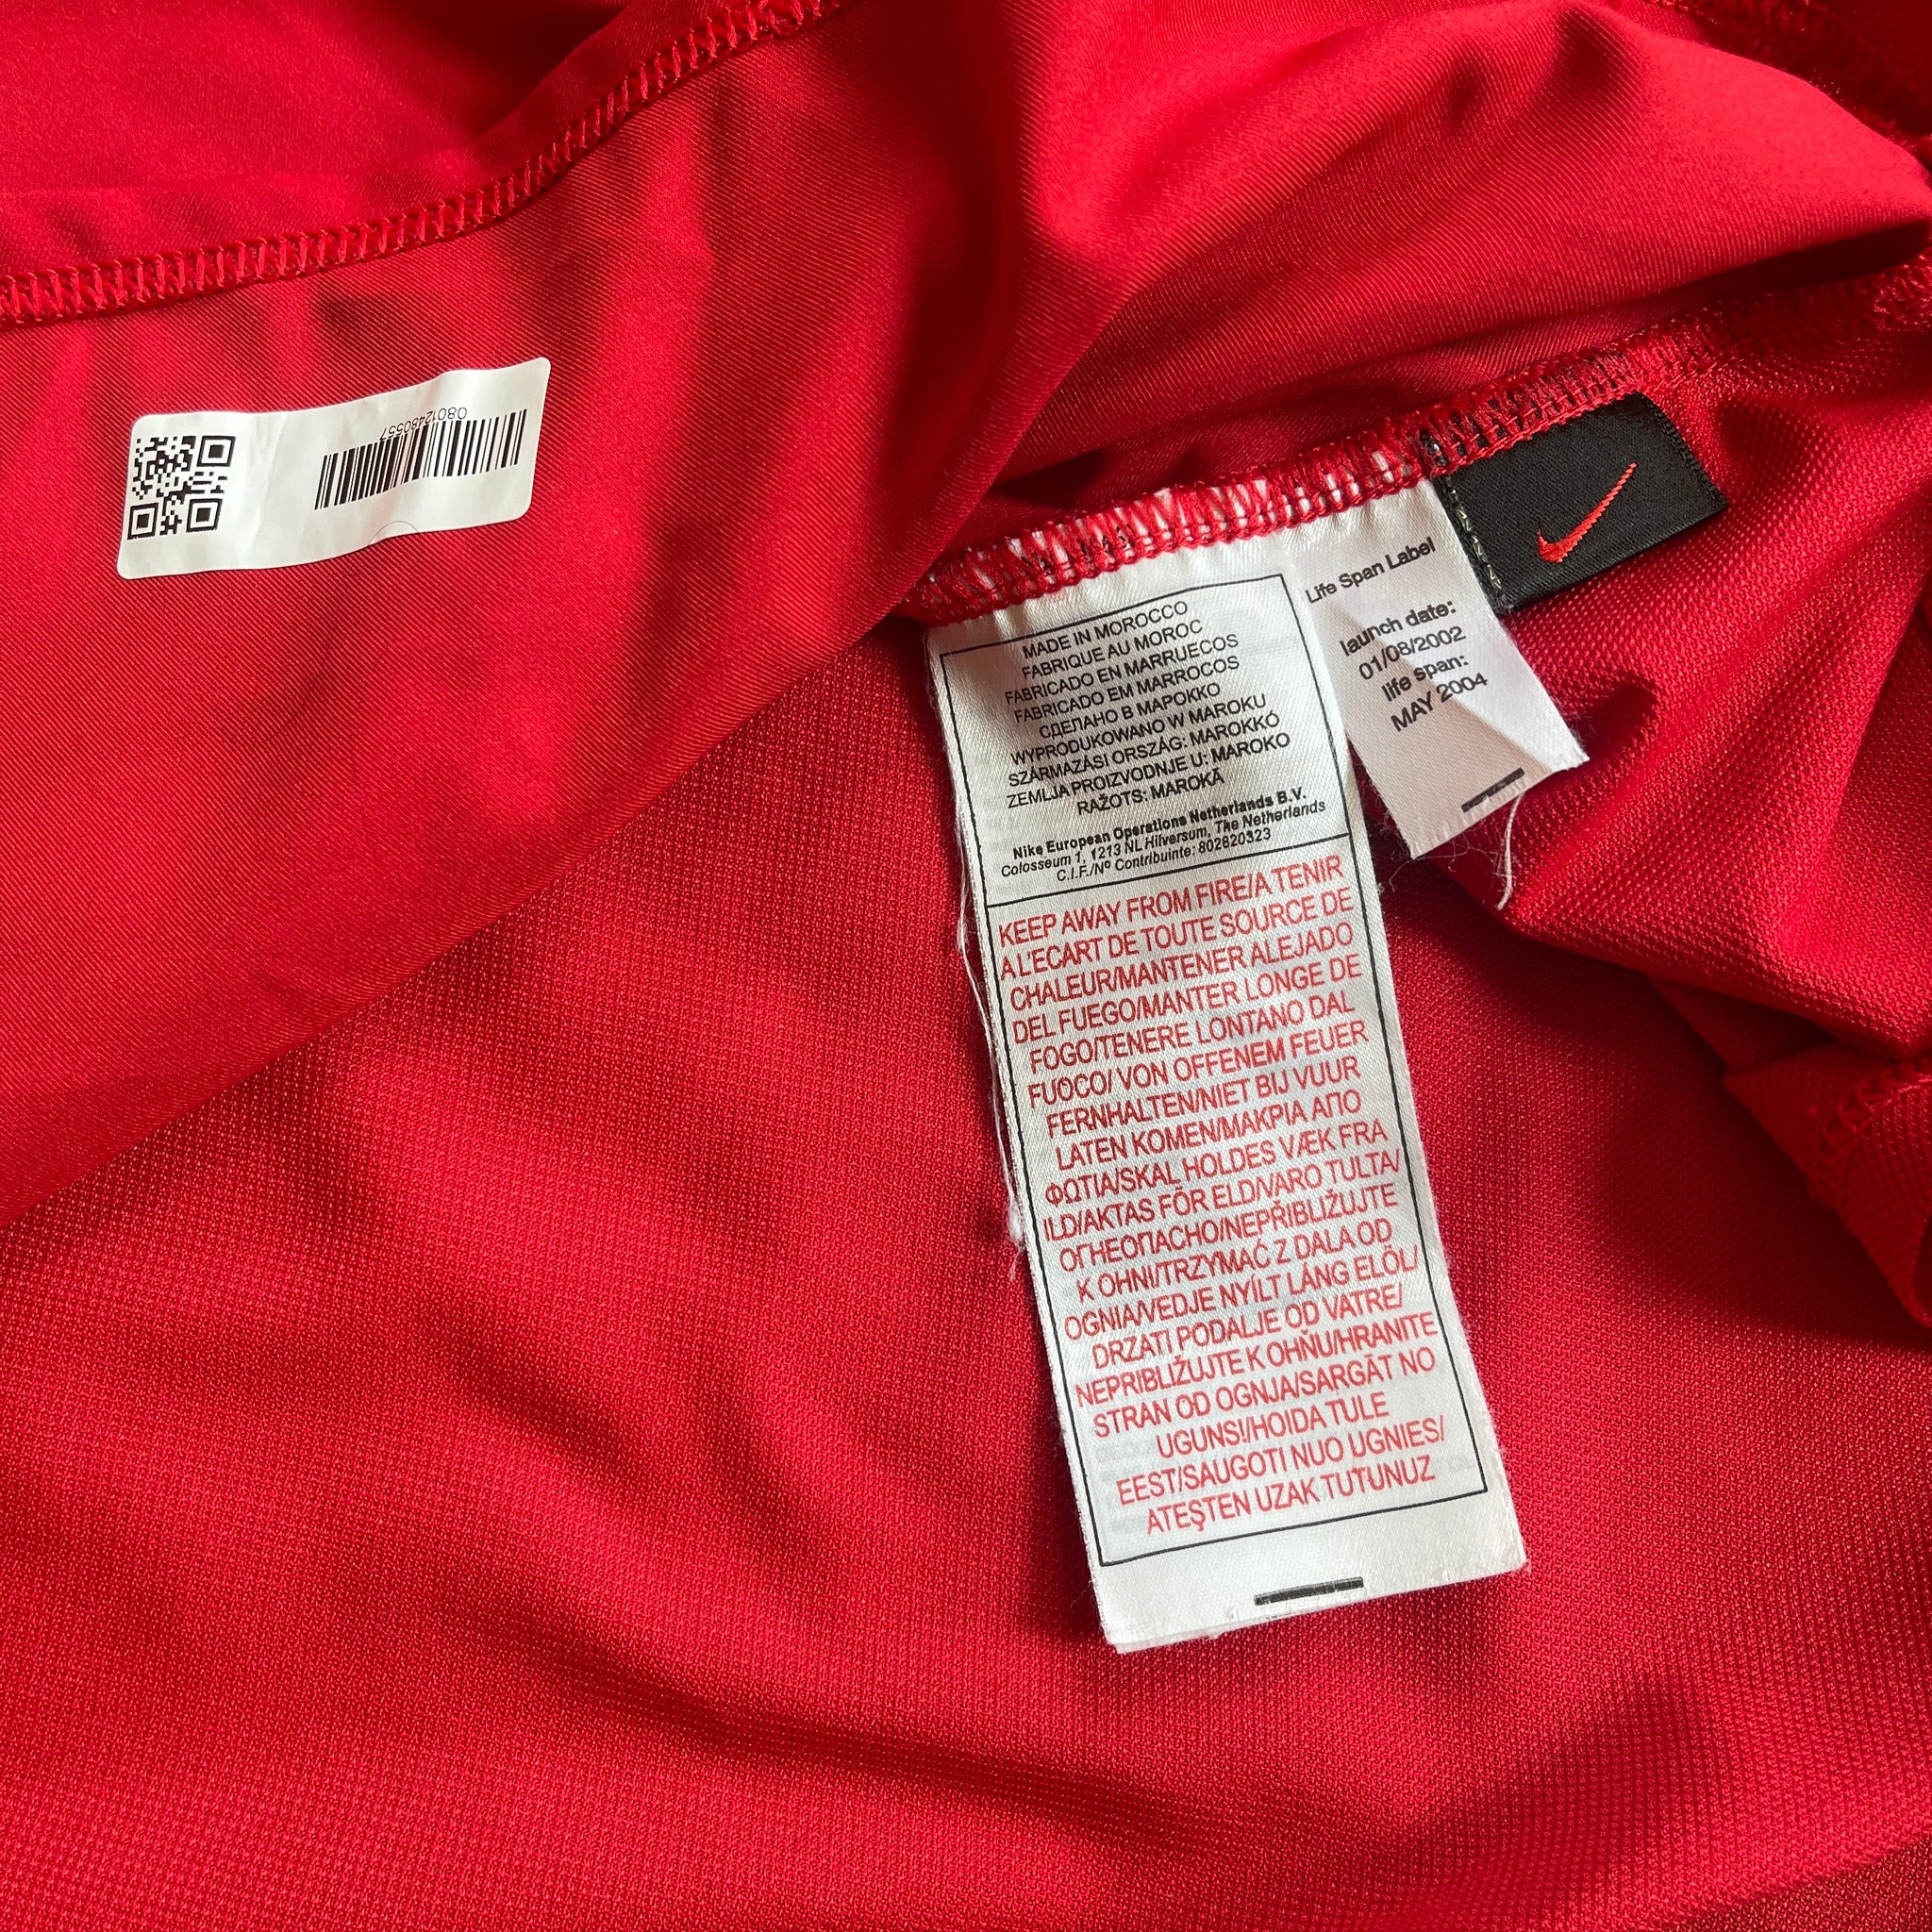 08012480557
MADE IN MOROCCO
FABRIQUE AU MOROC
FABRICADO EN MARRUECOS
FABRICADO EM MARROCOS
СДЕЛАНО В МАРОККО
WYPRODUKOWANO W MAROKU
SZÁRMAZÁSI ORSZÁG: MAROKKÓ
ZEMLJA PROIZVODNJE U: MAROKO
RAŽOTS: MAROKĀ
Nike European Operations Netherlands B.V.
Colosseum 1, 1213 NL Hilversum, The Netherlands
C.I.F./Nº Contribuinte: 802820323
KEEP AWAY FROM FIRE/A TENIR
A L'ECART DE TOUTE SOURCE DE
CHALEUR/MANTENER ALEJADO
DEL FUEGO/MANTER LONGE DE
FOGO/TENERE LONTANO DAL
FUOCO/ VON OFFENEM FEUER
FERNHALTEN/NIET BIJ VUUR
LATEN KOMEN/ΜΑΚΡΙΑ ΑΠΟ
ΦΩΤΙΑ/SKAL HOLDES VÆK FRA
ILD/AKTAS FÖR ELD/VARO TULTA/
ОГНЕОПАСНО/NEPŘIBLIŽUJTE
K OHNI/TRZYMAĆ Z DALA OD
OGNIA/VEDJE NYÍLT LÁNG ELÖL/
DRZATI PODALJE OD VATRE/
NEPRIBLIŽUJTE K OHŇU/HRANITE
STRAN OD OGNJA/SARGĀT NO
UGUNS!/HOIDA TULE
EEST/SAUGOTI NUO UGNIES/
ATEŞTEN UZAK TUTUNUZ
Life Span Label
launch date:
01/08/2002
life span:
MAY 2004